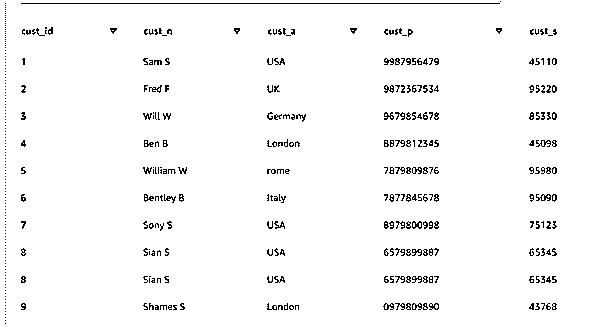 cust_id cust_n cust_a cust_p cust_s
1 Sam S USA 9987956479 45110
2 Fred F UK 9872367534 95220
3 Will W Germany 9679854678 85330
4 Ben B London 8879812345 45098
5 William W rome 7879809876 95980
6 Bentley B Italy 7877845678 95090
7 Sony S USA 8979800998 75123
8 Sian S USA 6579899887 65345
8 Sian S USA 6579899887 65345
9 Shames S London 0979809890 43768